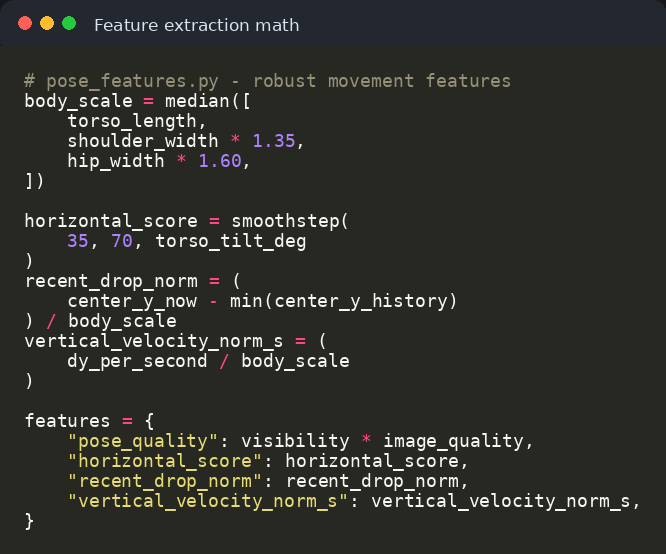 Feature extraction math
# pose_features.py - robust movement features
body_scale = median([
    torso_length,
    shoulder_width * 1.35,
    hip_width * 1.60,
])
horizontal_score = smoothstep(
    35, 70, torso_tilt_deg
)
recent_drop_norm = (
    center_y_now - min(center_y_history)
) / body_scale
vertical_velocity_norm_s = (
    dy_per_second / body_scale
)
features = {
    "pose_quality": visibility * image_quality,
    "horizontal_score": horizontal_score,
    "recent_drop_norm": recent_drop_norm,
    "vertical_velocity_norm_s": vertical_velocity_norm_s,
}